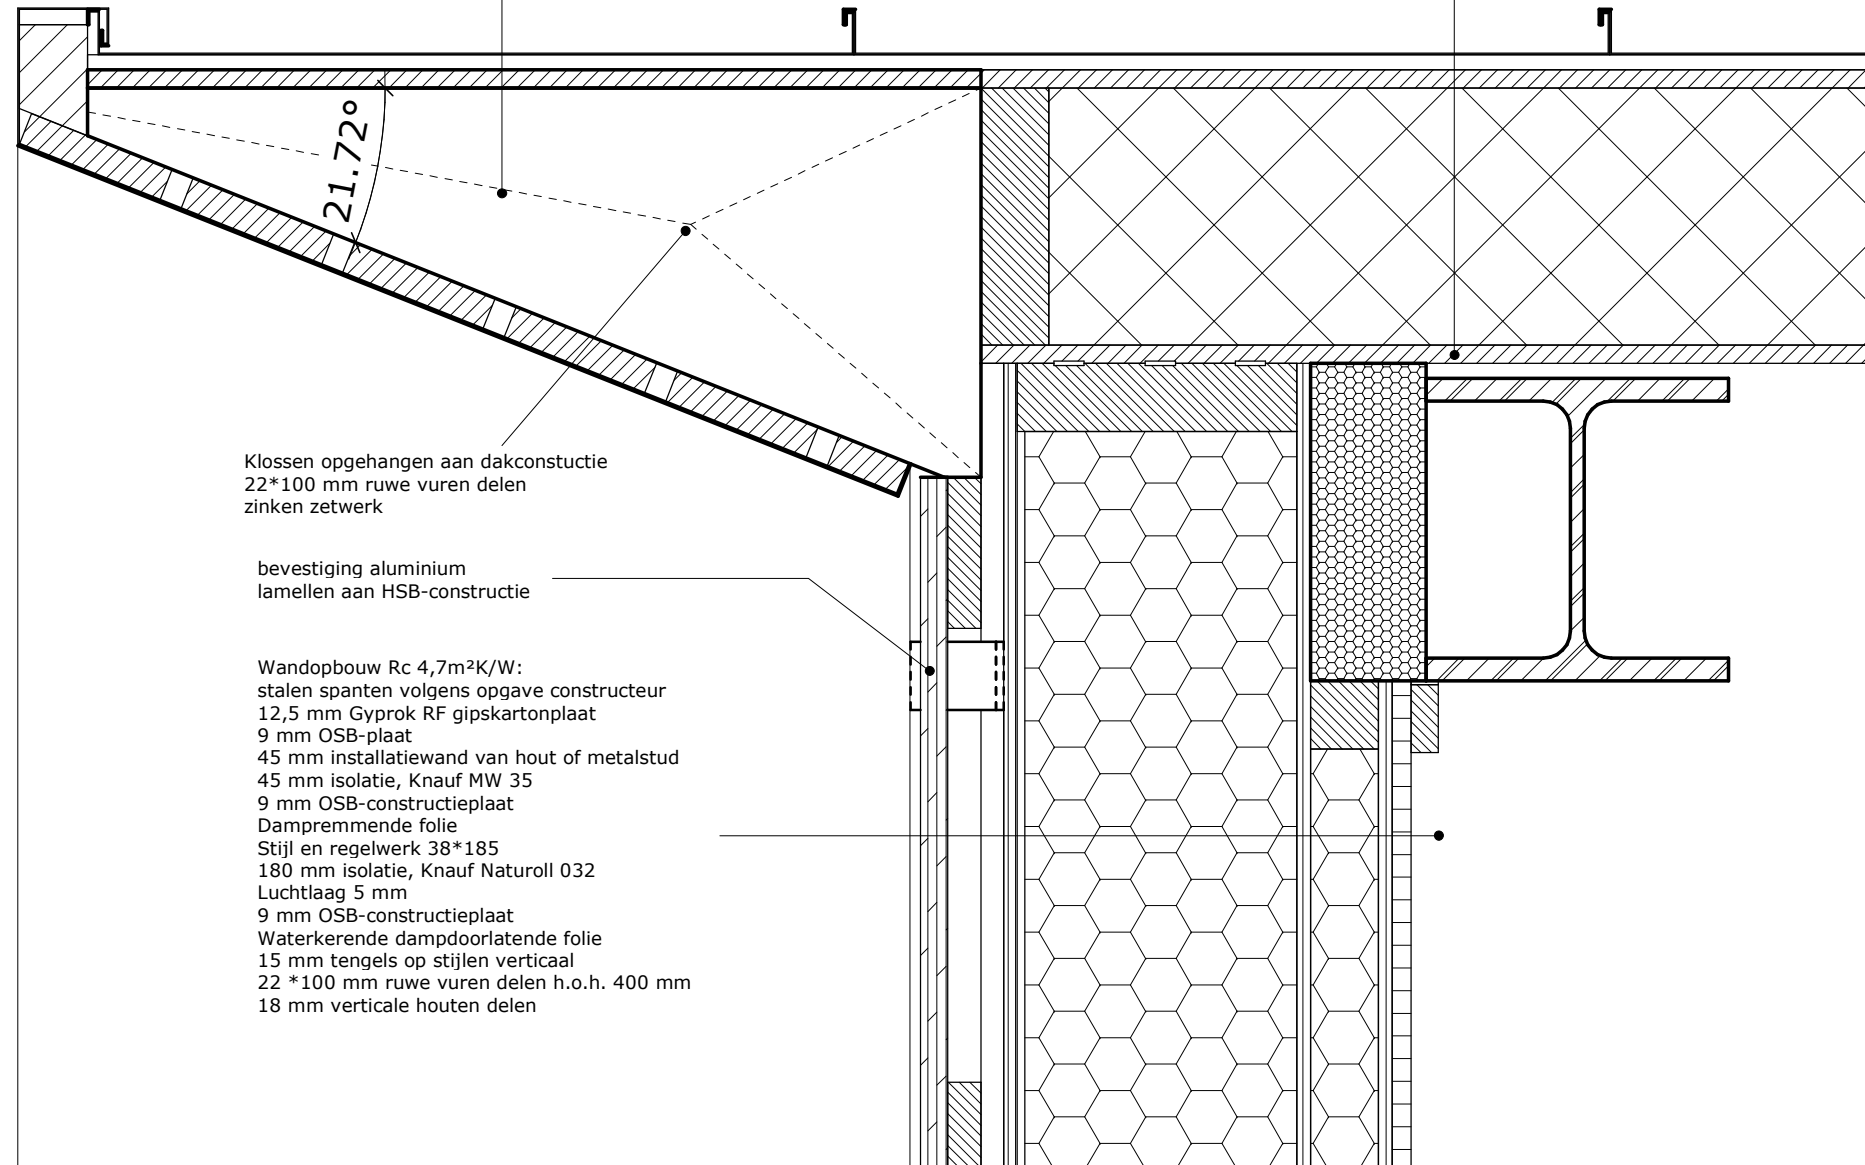 21.72°
Klossen opgehangen aan dakconstuctie
22*100 mm ruwe vuren delen
zinken zetwerk
bevestiging aluminium
lamellen aan HSB-constructie
Wandopbouw Rc 4,7m²K/W:
stalen spanten volgens opgave constructeur
12,5 mm Gyprok RF gipskartonplaat
9 mm OSB-plaat
45 mm installatiewand van hout of metalstud
45 mm isolatie, Knauf MW 35
9 mm OSB-constructieplaat
Dampremmende folie
Stijl en regelwerk 38*185
180 mm isolatie, Knauf Naturoll 032
Luchtlaag 5 mm
9 mm OSB-constructieplaat
Waterkerende dampdoorlatende folie
15 mm tengels op stijlen verticaal
22 *100 mm ruwe vuren delen h.o.h. 400 mm
18 mm verticale houten delen